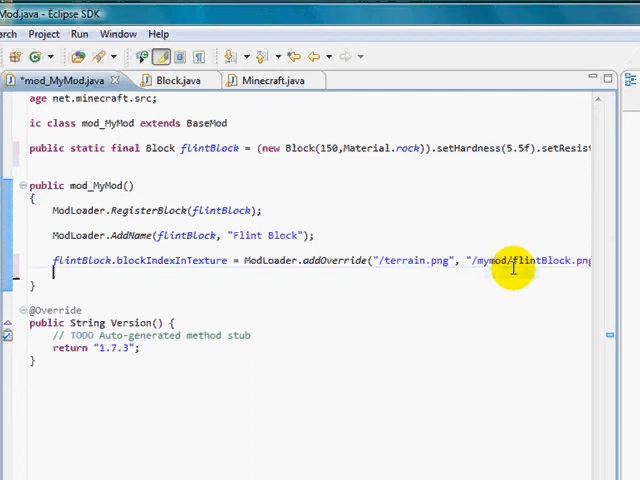 Mod.java - Eclipse SDK
arch Project Run Window Help
*mod_MyMod.java Block.java Minecraft.java
age net.minecraft.src;
ic class mod_MyMod extends BaseMod
public static final Block flintBlock = (new Block(150,Material.rock)).setHardness(5.5f).setResist
public mod_MyMod()
{
ModLoader.RegisterBlock(flintBlock);
ModLoader.AddName(flintBlock, "Flint Block");
flintBlock.blockIndexInTexture = ModLoader.addOverride("/terrain.png", "/mymod/flintBlock.png
}
@Override
public String Version() {
// TODO Auto-generated method stub
return "1.7.3";
}